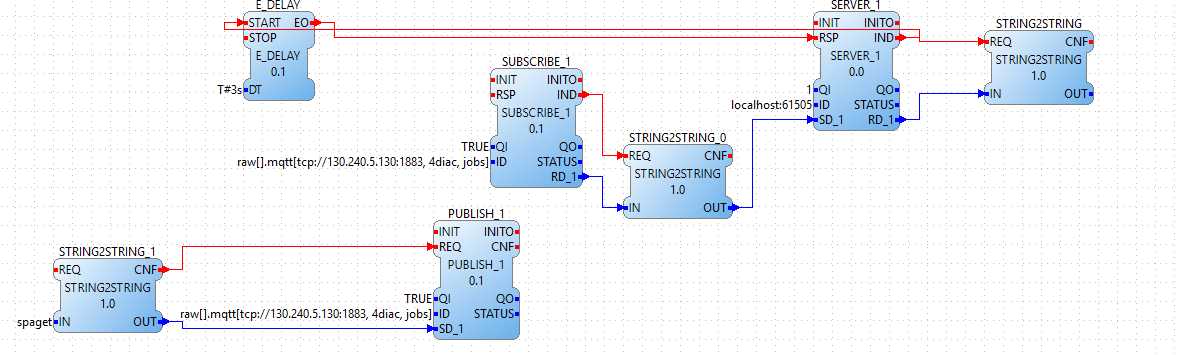 E_DELAY
START EO
STOP
E_DELAY
0.1
T#3s DT
SERVER_1
INIT INITO
RSP IND
SERVER_1
0.0
1 QI QO
localhost:61505 ID STATUS
SD_1 RD_1
STRING2STRING
REQ CNF
STRING2STRING
1.0
IN OUT
SUBSCRIBE_1
INIT INITO
RSP IND
SUBSCRIBE_1
0.1
TRUE QI QO
raw[].mqtt[tcp://130.240.5.130:1883, 4diac, jobs] ID STATUS
RD_1
STRING2STRING_0
REQ CNF
STRING2STRING
1.0
IN OUT
PUBLISH_1
INIT INITO
REQ CNF
PUBLISH_1
0.1
TRUE QI QO
raw[].mqtt[tcp://130.240.5.130:1883, 4diac, jobs] ID STATUS
SD_1
STRING2STRING_1
REQ CNF
STRING2STRING
1.0
spaget IN OUT